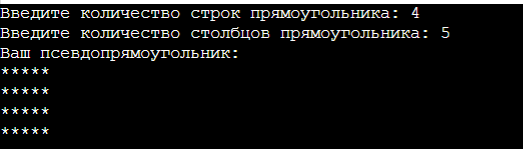 Введите количество строк прямоугольника: 4
Введите количество столбцов прямоугольника: 5
Ваш псевдопрямоугольник:
*****
*****
*****
*****